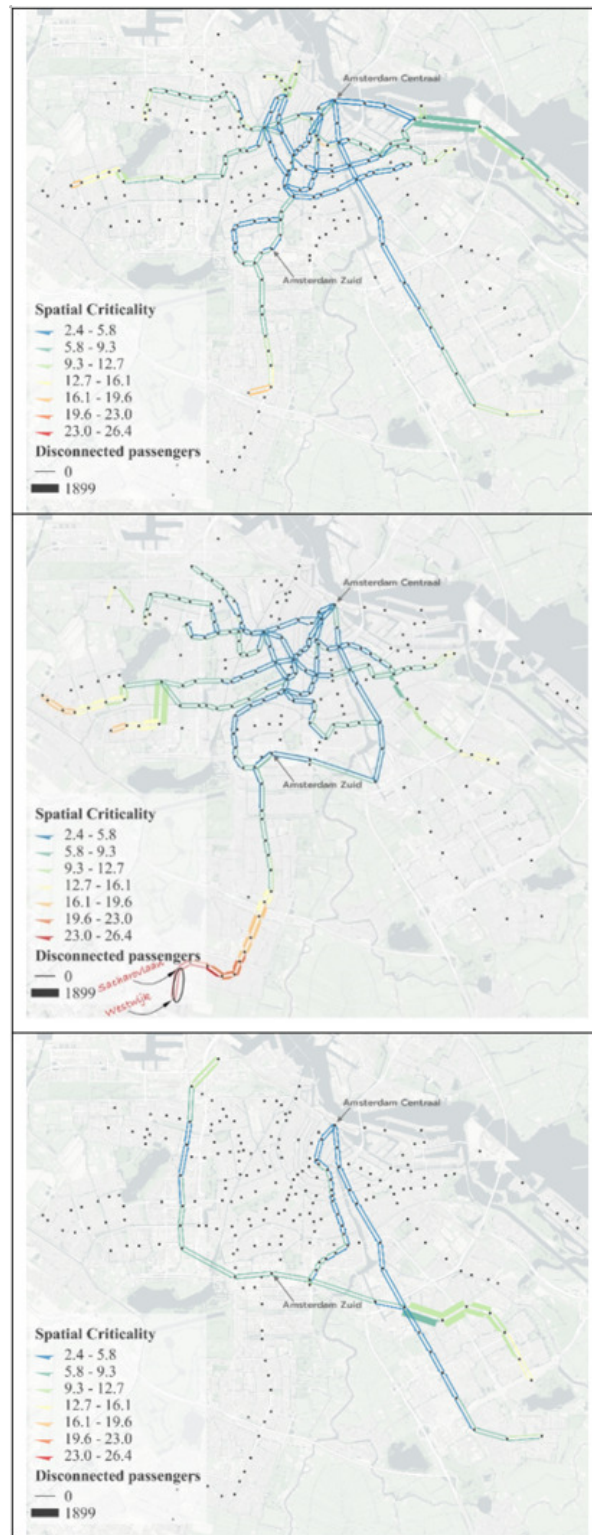 Amsterdam Centraal
Amsterdam Zuid
Spatial Criticality
2.4 - 5.8
5.8 - 9.3
9.3 - 12.7
12.7 - 16.1
16.1 - 19.6
19.6 - 23.0
23.0 - 26.4
Disconnected passengers
0
1899
Amsterdam Centraal
Amsterdam Zuid
Spatial Criticality
2.4 - 5.8
5.8 - 9.3
9.3 - 12.7
12.7 - 16.1
16.1 - 19.6
19.6 - 23.0
23.0 - 26.4
Disconnected passengers
0
Sacharovlaan
1899
Westwijk
Amsterdam Centraal
Amsterdam Zuid
Spatial Criticality
2.4 - 5.8
5.8 - 9.3
9.3 - 12.7
12.7 - 16.1
16.1 - 19.6
19.6 - 23.0
23.0 - 26.4
Disconnected passengers
0
1899